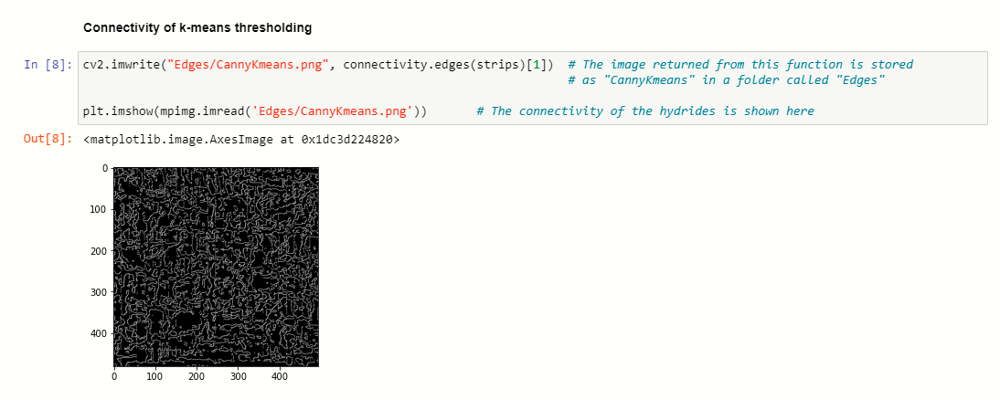 Connectivity of k-means thresholding
In [8]: cv2.imwrite("Edges/CannyKmeans.png", connectivity.edges(strips)[1])  # The image returned from this function is stored
# as "CannyKmeans" in a folder called "Edges"
plt.imshow(mpimg.imread('Edges/CannyKmeans.png'))       # The connectivity of the hydrides is shown here
Out[8]: <matplotlib.image.AxesImage at 0x1dc3d224820>
0
100
200
300
400
0 100 200 300 400